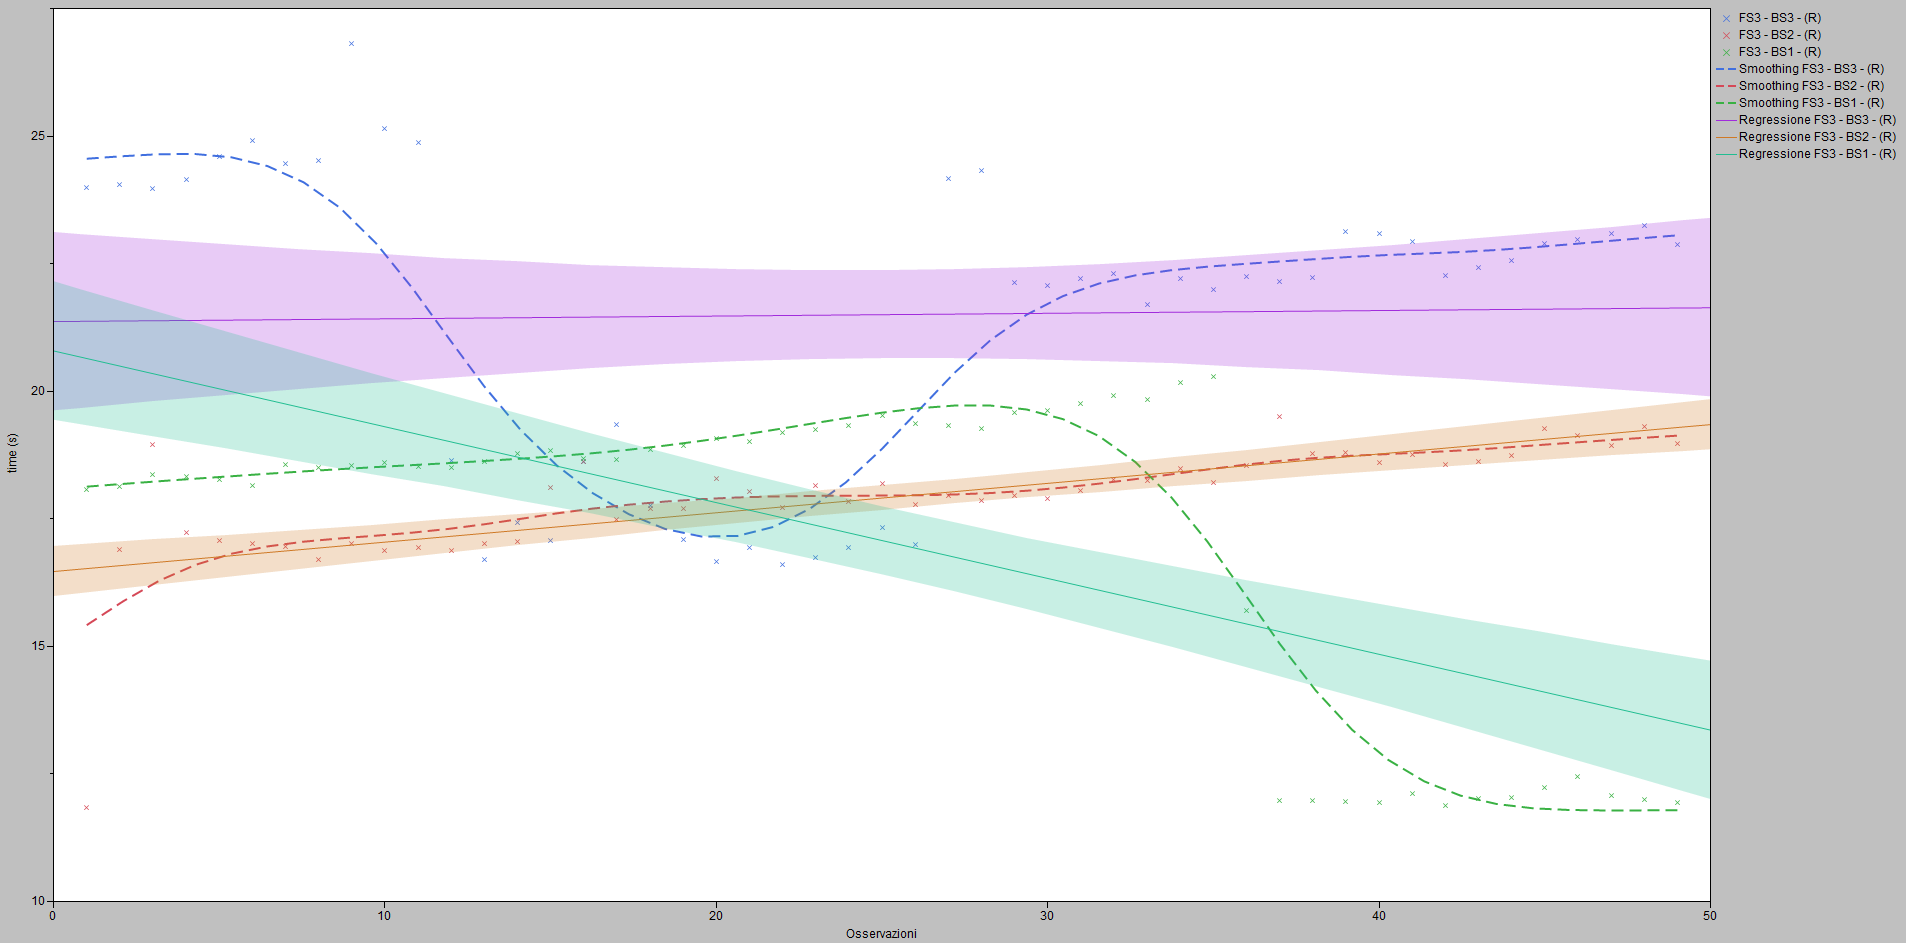 FS3 - BS3 - (R)
FS3 - BS2 - (R)
FS3 - BS1 - (R)
Smoothing FS3 - BS3 - (R)
Smoothing FS3 - BS2 - (R)
Smoothing FS3 - BS1 - (R)
Regressione FS3 - BS3 - (R)
Regressione FS3 - BS2 - (R)
Regressione FS3 - BS1 - (R)
25
20
15
10
time (s)
0 10 20 30 40 50
Osservazioni